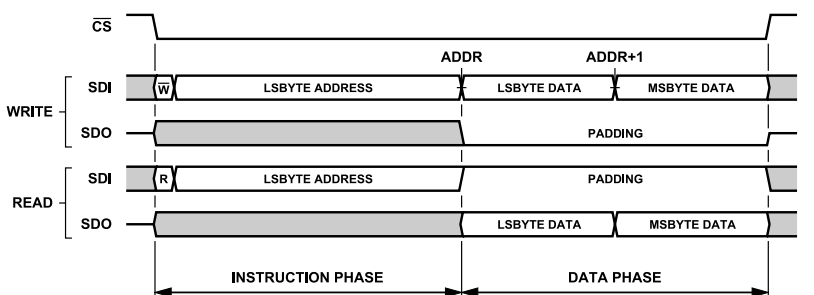 CS
ADDR ADDR+1
SDI W LSBYTE ADDRESS LSBYTE DATA MSBYTE DATA
WRITE
SDO PADDING
SDI R LSBYTE ADDRESS PADDING
READ
SDO LSBYTE DATA MSBYTE DATA
INSTRUCTION PHASE DATA PHASE